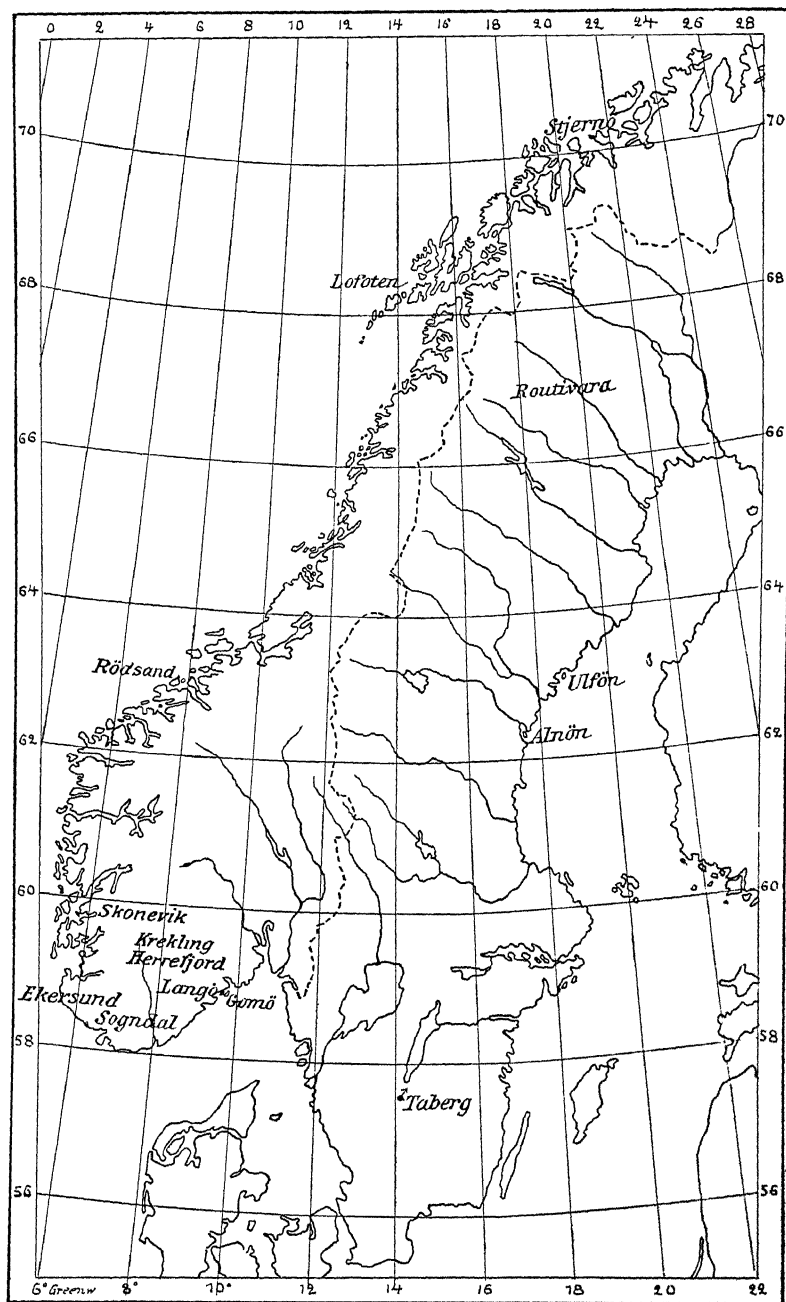 0 2 4 6 8 10 12 14 16 18 20 22 24 26 28
Stjernö
70 70
Lofoten
68 68
Routivara
66 66
64 64
Rödsand
Ulfön
Alnön
62 62
60 60
Skonevik
Krekling
Herrefjord
Langö Gomö
Ekersund
Sogndal
58 58
Taberg
56 56
6° Greenw 8° 10° 12 14 16 18 20 22